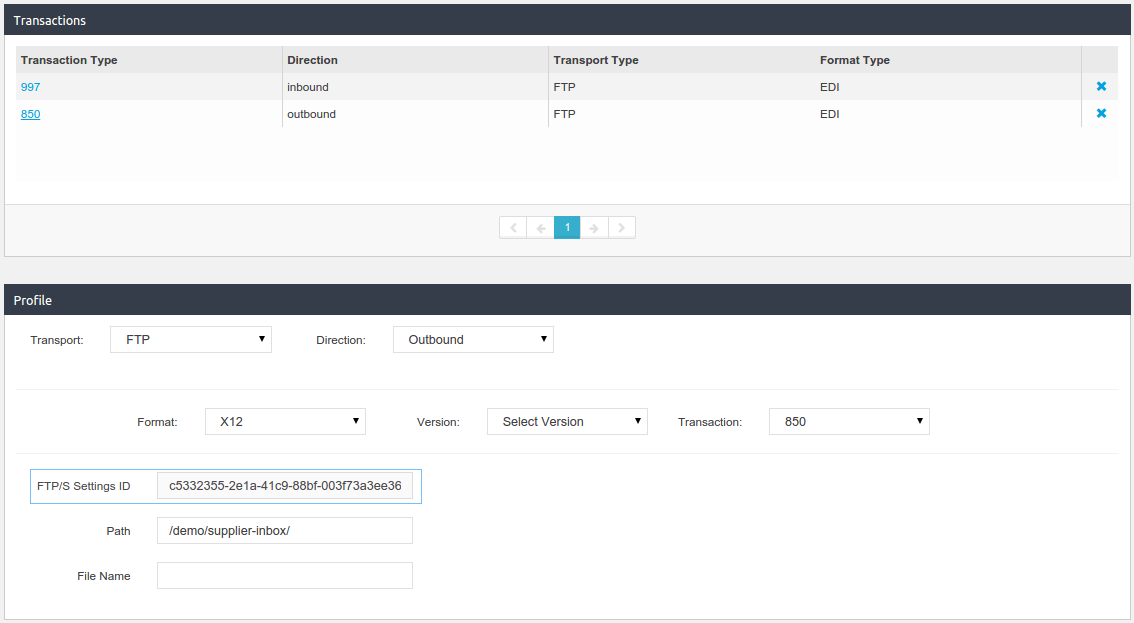 Transactions
Transaction Type Direction Transport Type Format Type
997 inbound FTP EDI
850 outbound FTP EDI
1
Profile
Transport: FTP Direction: Outbound
Format: X12 Version: Select Version Transaction: 850
FTP/S Settings ID c5332355-2e1a-41c9-88bf-003f73a3ee36
Path /demo/supplier-inbox/
File Name